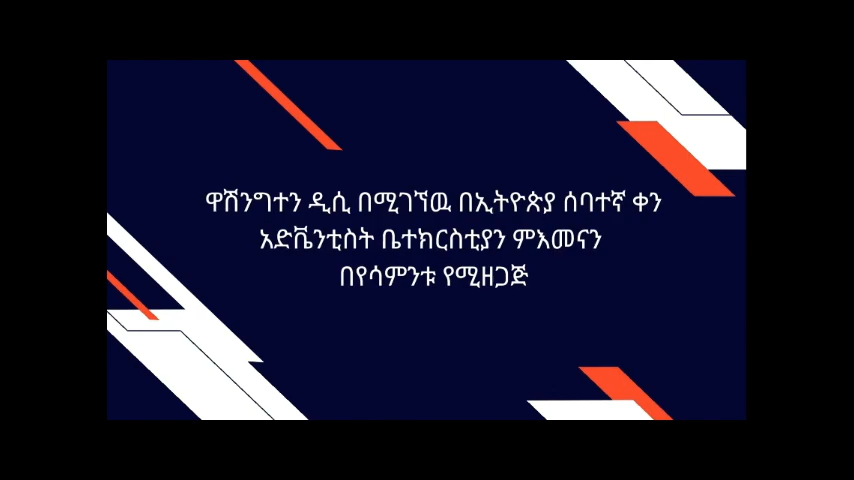 ዋሽንግተን ዲሲ በሚገኘዉ በኢትዮጵያ ሰባተኛ ቀን
አድቬንቲስት ቤተክርስቲያን ምእመናን
በየሳምንቱ የሚዘጋጅ